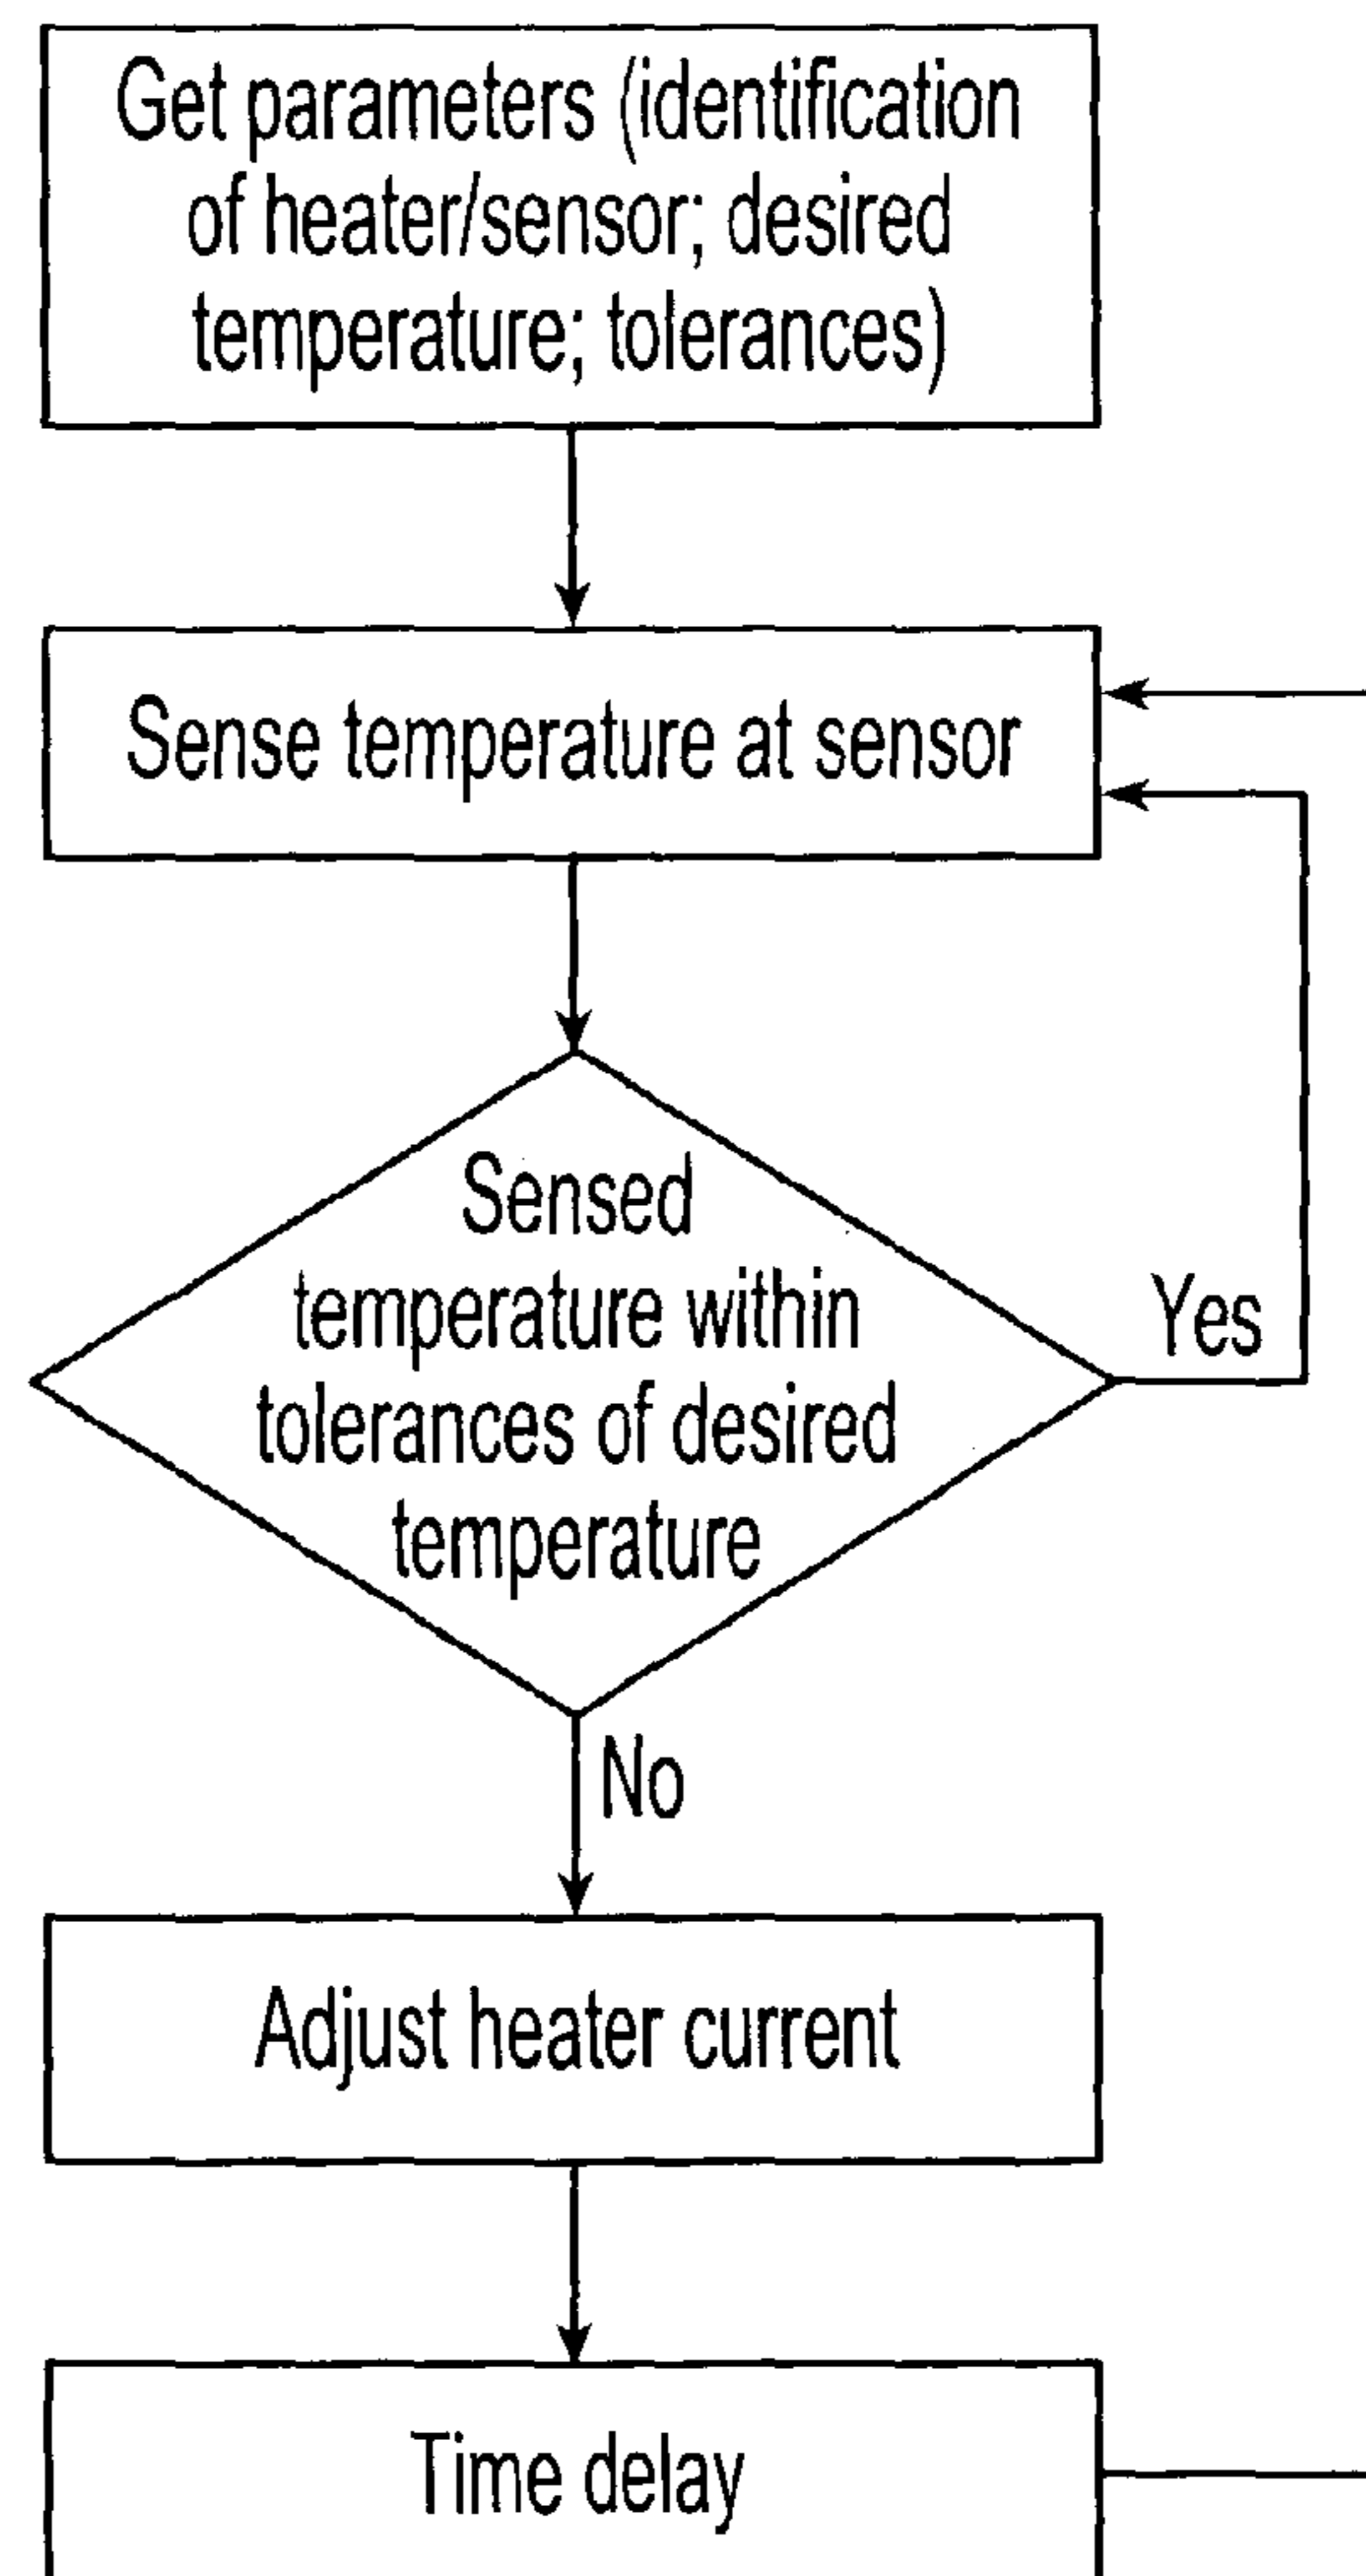 Get parameters (identification
of heater/sensor; desired
temperature; tolerances)
Sense temperature at sensor
Sensed
temperature within
tolerances of desired
temperature
Yes
No
Adjust heater current
Time delay